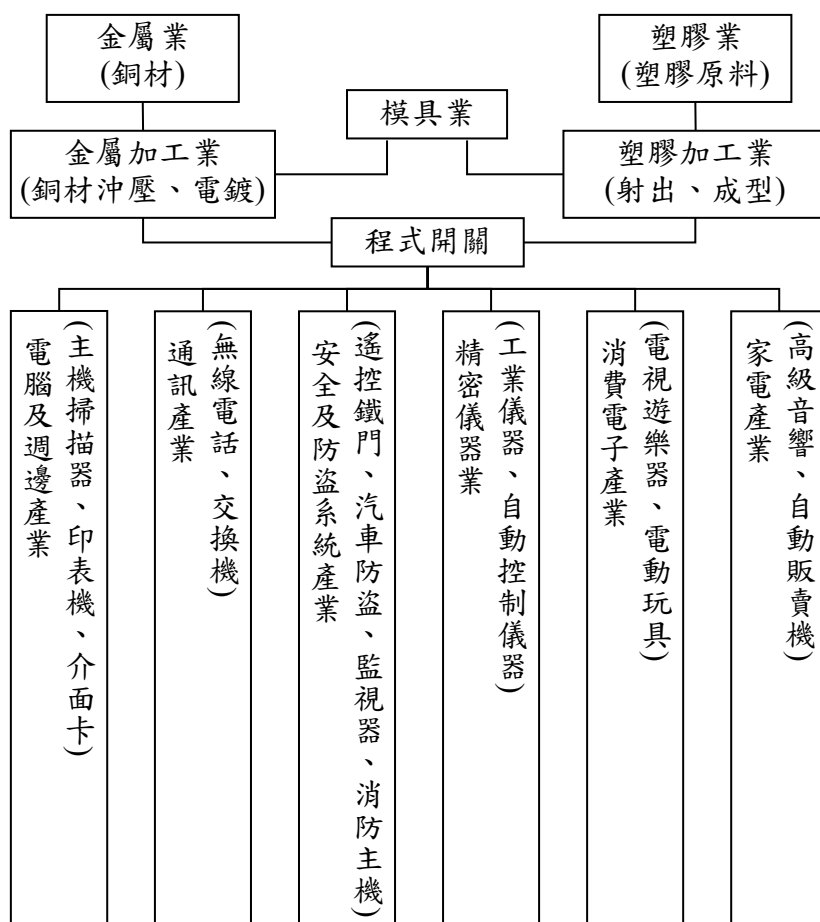 金屬業
(銅材)
塑膠業
(塑膠原料)
模具業
金屬加工業
(銅材沖壓、電鍍)
塑膠加工業
(射出、成型)
程式開關
電腦及週邊產業
(主機掃描器、印表機、介面卡)
通訊產業
(無線電話、交換機)
安全及防盜系統產業
(遙控鐵門、汽車防盜、監視器、消防主機)
精密儀器業
(工業儀器、自動控制儀器)
消費電子產業
(電視遊樂器、電動玩具)
家電產業
(高級音響、自動販賣機)